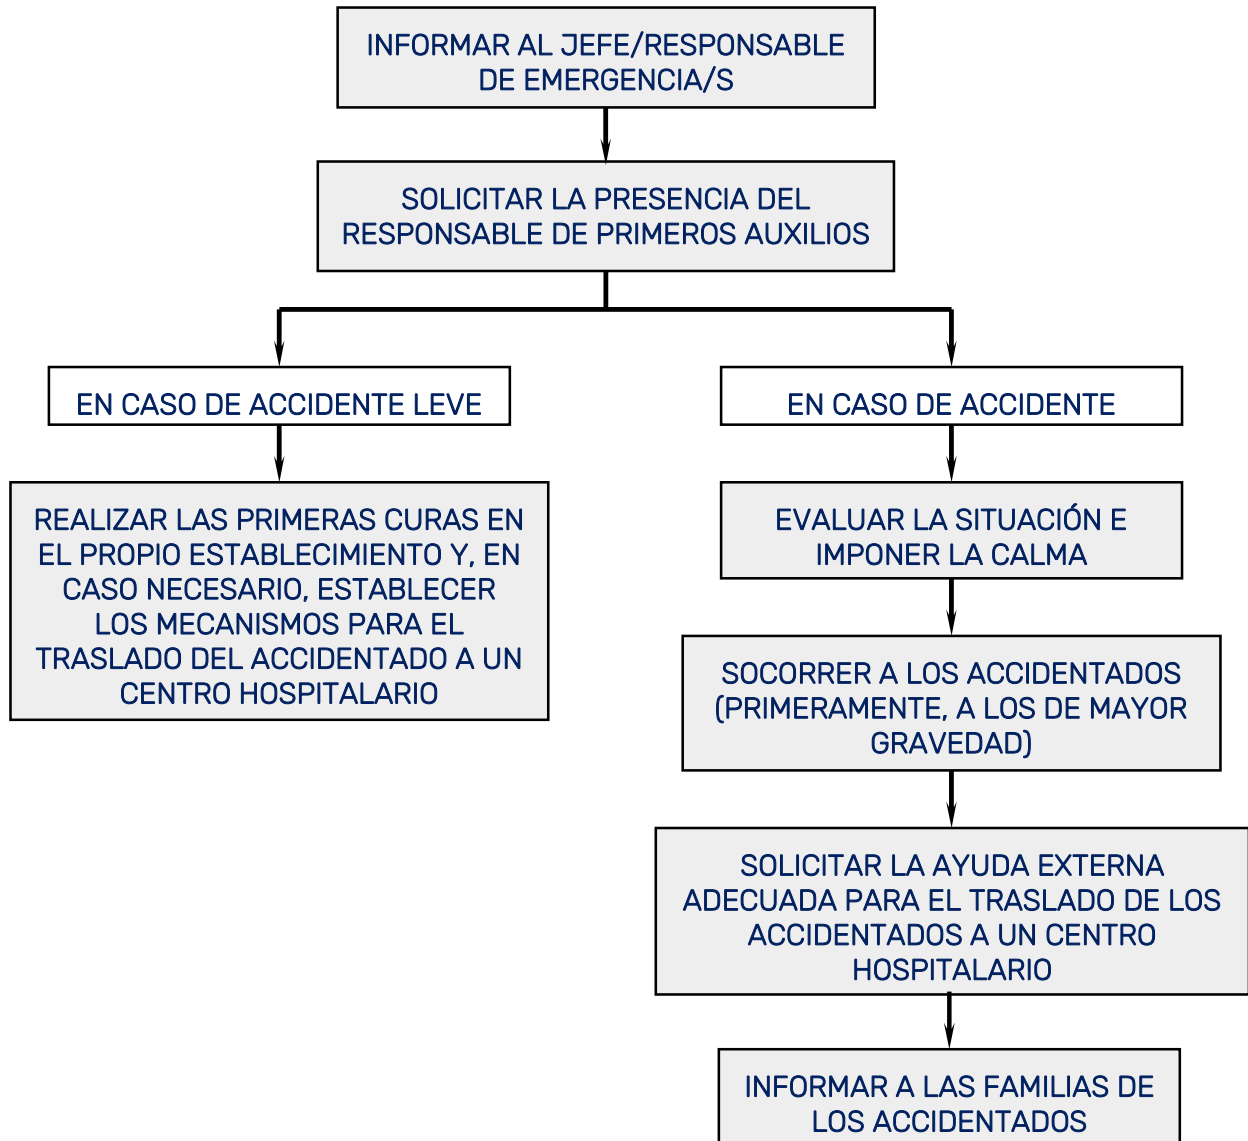 INFORMAR AL JEFE/RESPONSABLE
DE EMERGENCIA/S
SOLICITAR LA PRESENCIA DEL
RESPONSABLE DE PRIMEROS AUXILIOS
EN CASO DE ACCIDENTE LEVE
REALIZAR LAS PRIMERAS CURAS EN
EL PROPIO ESTABLECIMIENTO Y, EN
CASO NECESARIO, ESTABLECER
LOS MECANISMOS PARA EL
TRASLADO DEL ACCIDENTADO A UN
CENTRO HOSPITALARIO
EN CASO DE ACCIDENTE
EVALUAR LA SITUACIÓN E
IMPONER LA CALMA
SOCORRER A LOS ACCIDENTADOS
(PRIMERAMENTE, A LOS DE MAYOR
GRAVEDAD)
SOLICITAR LA AYUDA EXTERNA
ADECUADA PARA EL TRASLADO DE LOS
ACCIDENTADOS A UN CENTRO
HOSPITALARIO
INFORMAR A LAS FAMILIAS DE
LOS ACCIDENTADOS